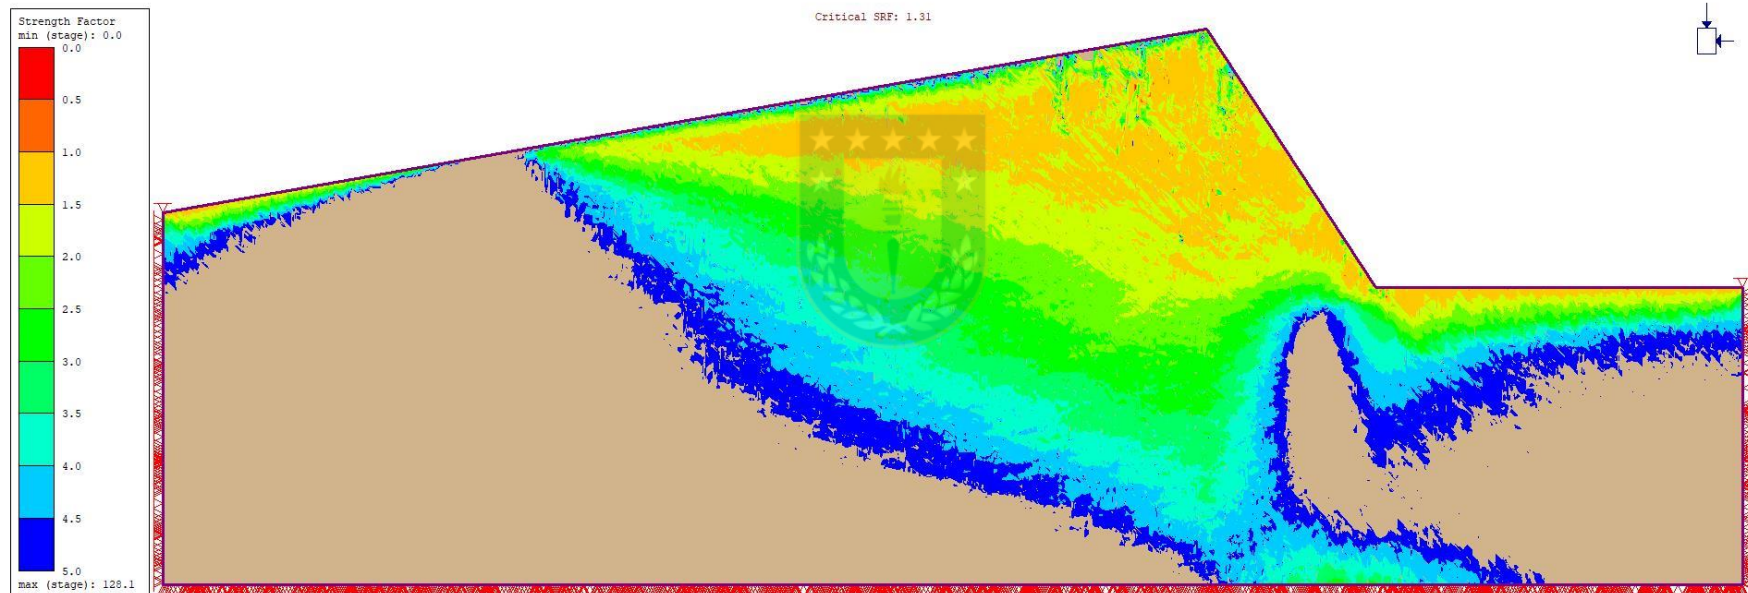 Strength Factor
min (stage): 0.0
0.0
0.5
1.0
1.5
2.0
2.5
3.0
3.5
4.0
4.5
5.0
max (stage): 128.1
Critical SRF: 1.31